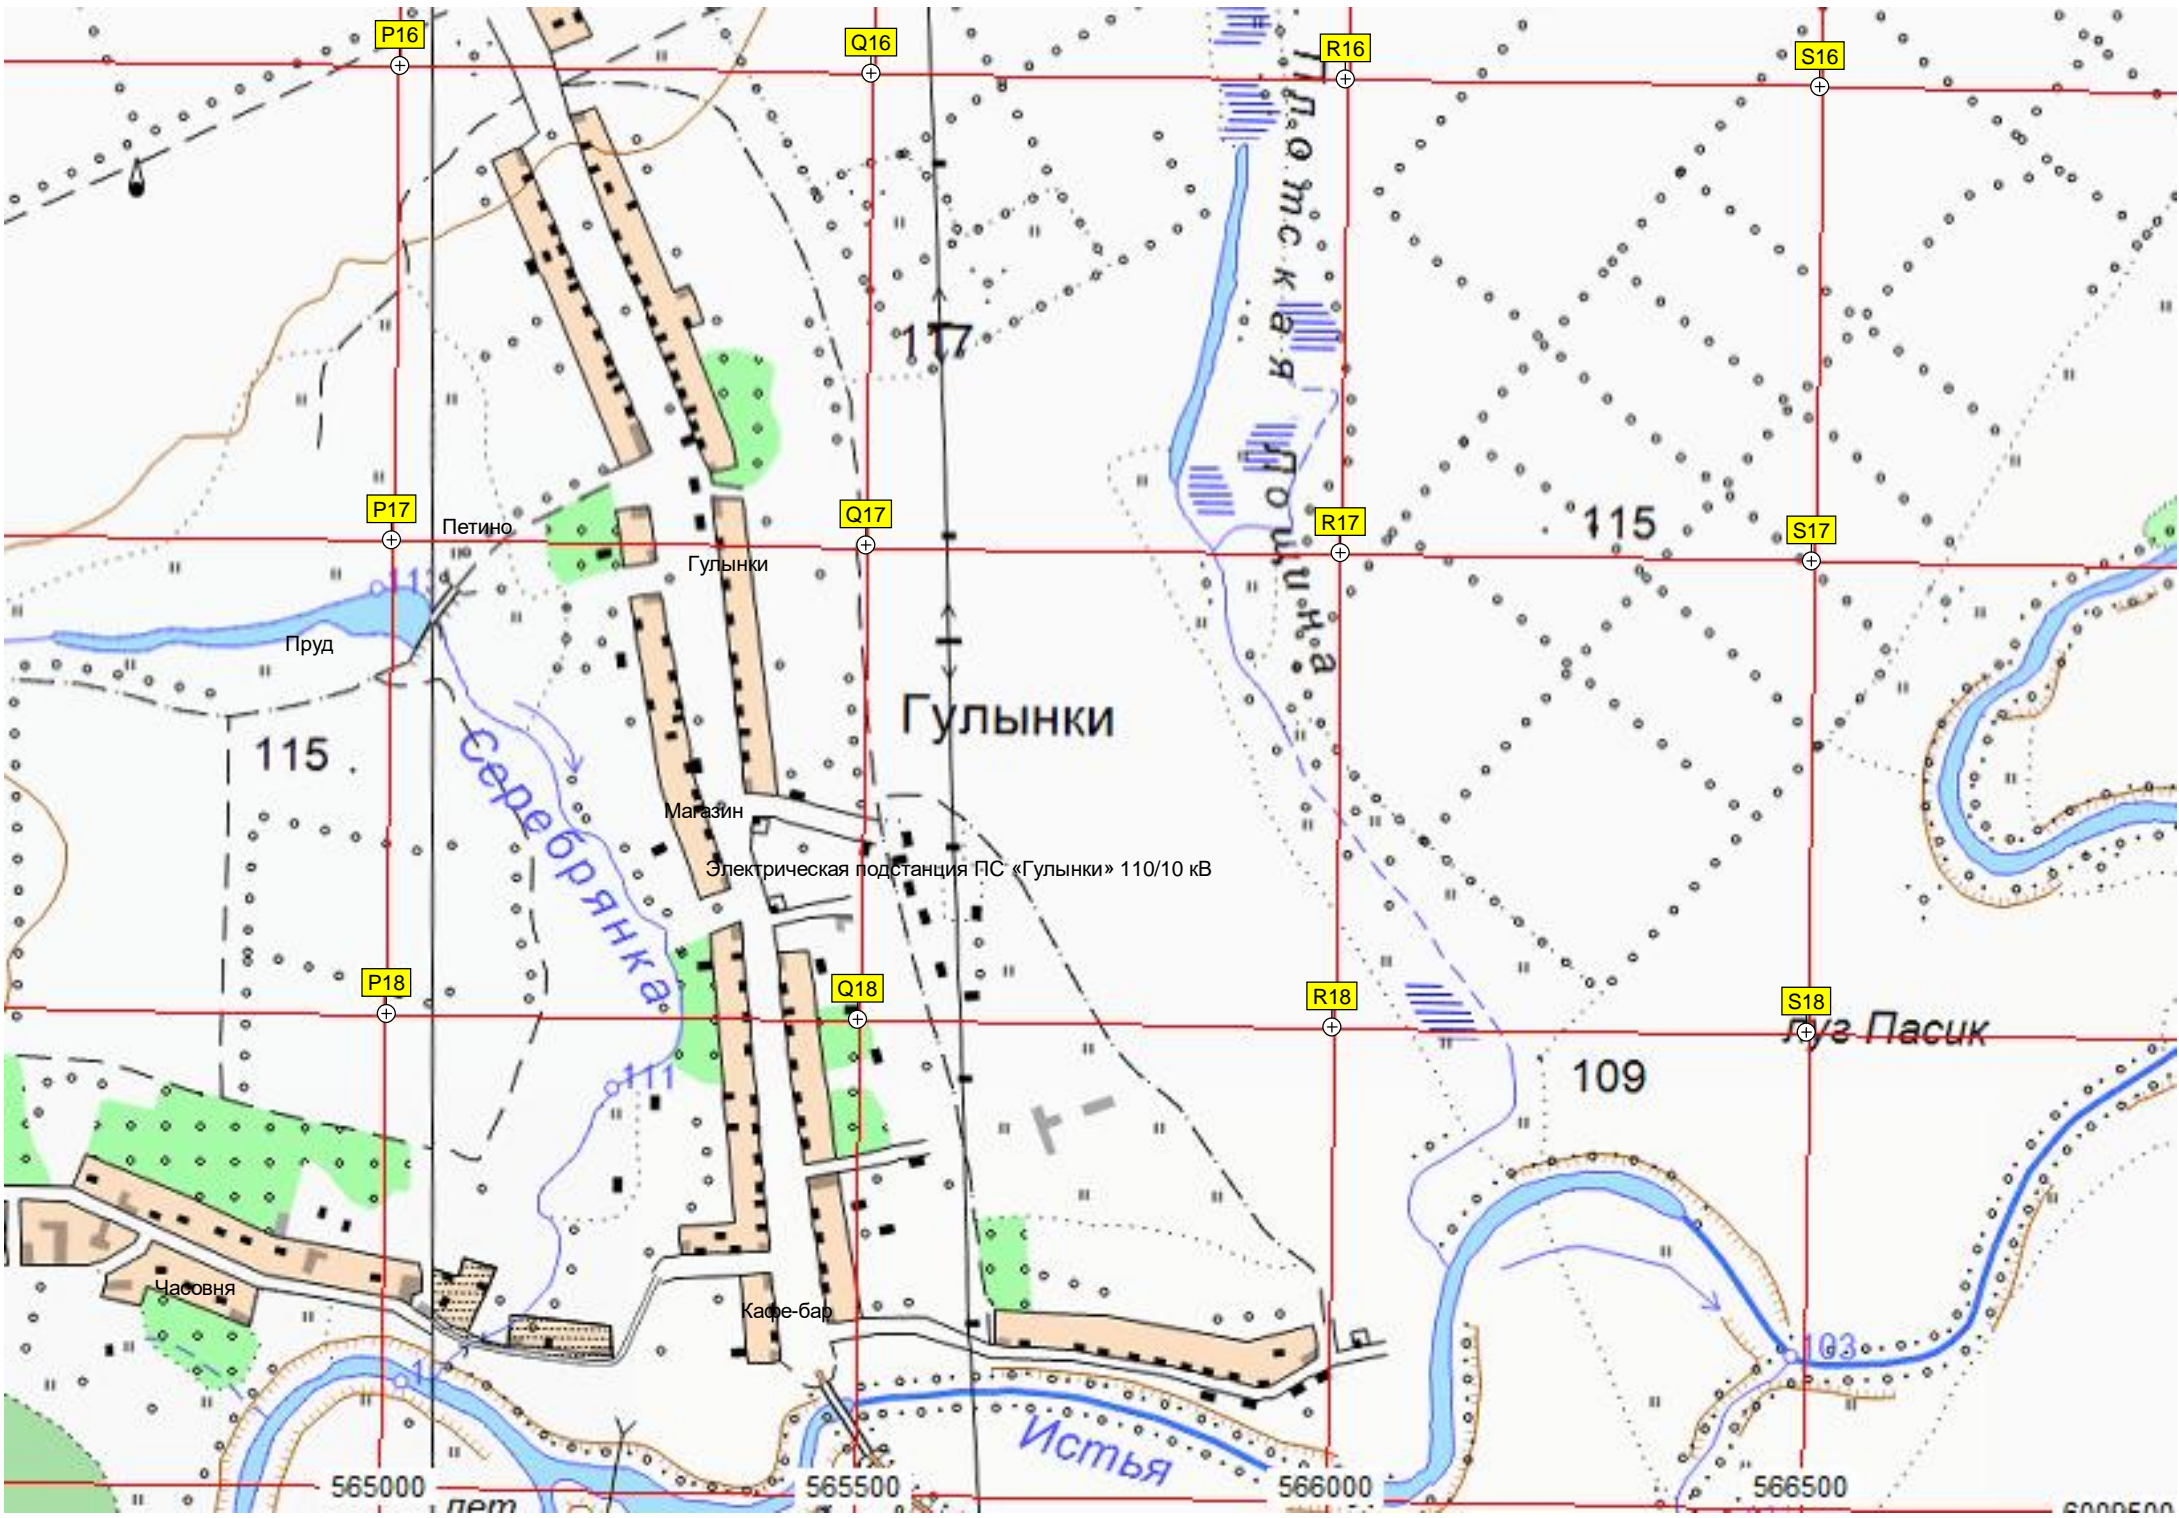 P16
Q16
R16
S16
Плотская Лощина
117
P17
Петино
Q17
R17
115
S17
Гулынки
Пруд
Гулынки
115
Серебрянка
Магазин
Электрическая подстанция ПС «Гулынки» 110/10 кВ
P18
Q18
R18
S18
луг Пасик
111
109
Часовня
Кафе-бар
103
Истья
565000
565500
566000
566500
лет